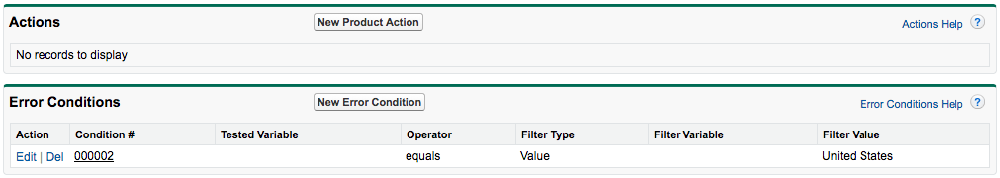 Actions New Product Action Actions Help ?
No records to display
Error Conditions New Error Condition Error Conditions Help ?
Action Condition # Tested Variable Operator Filter Type Filter Variable Filter Value
Edit | Del 000002 equals Value United States